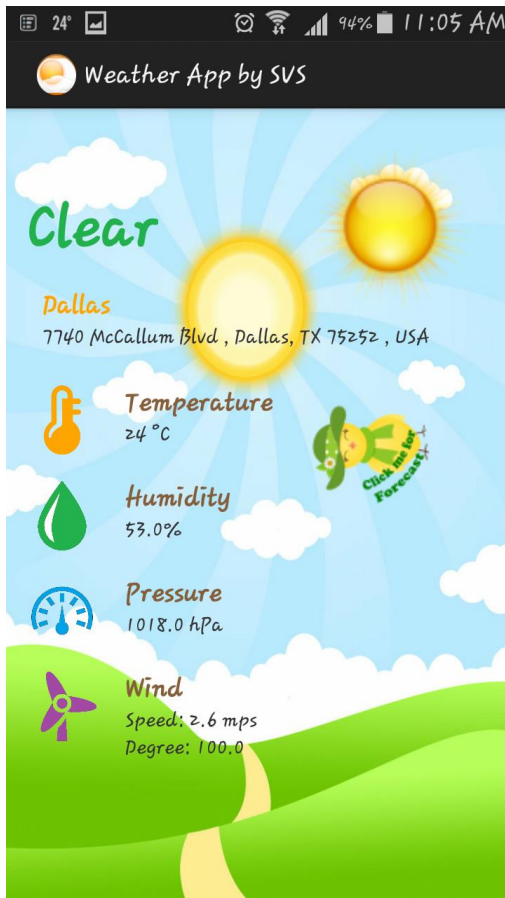 24° 94% 11:05 AM
Weather App by SVS
Clear
Dallas
7740 McCallum Blvd , Dallas, TX 75252 , USA
Temperature
24 °C
Click me for
Forecast
Humidity
53.0%
Pressure
1018.0 hPa
Wind
Speed: 2.6 mps
Degree: 100.0